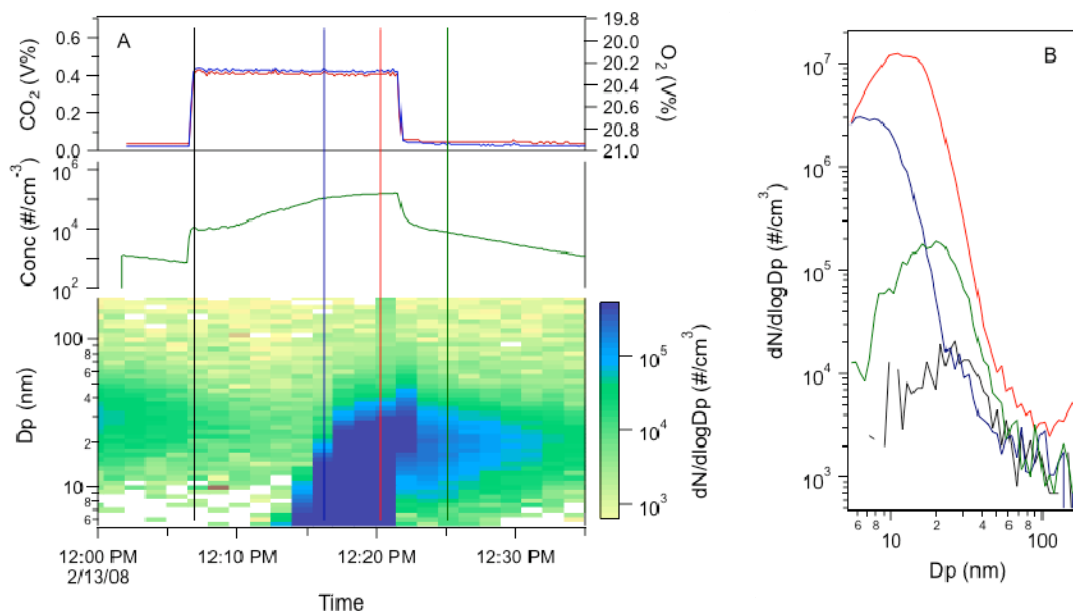 A
CO2 (V%)
0.6
0.4
0.2
0.0
19.8
20.0
20.2
20.4
20.6
20.8
21.0
O2 (V%)
Conc (#/cm-3)
10^6
10^4
10^2
Dp (nm)
100
8
6
4
2
10
8
6
12:00 PM
2/13/08
12:10 PM
12:20 PM
12:30 PM
Time
10^5
10^4
10^3
dN/dlogDp (#/cm^3)
B
dN/dlogDp (#/cm^3)
10^7
10^6
10^5
10^4
10^3
6 8 10 2 4 6 8 100
Dp (nm)